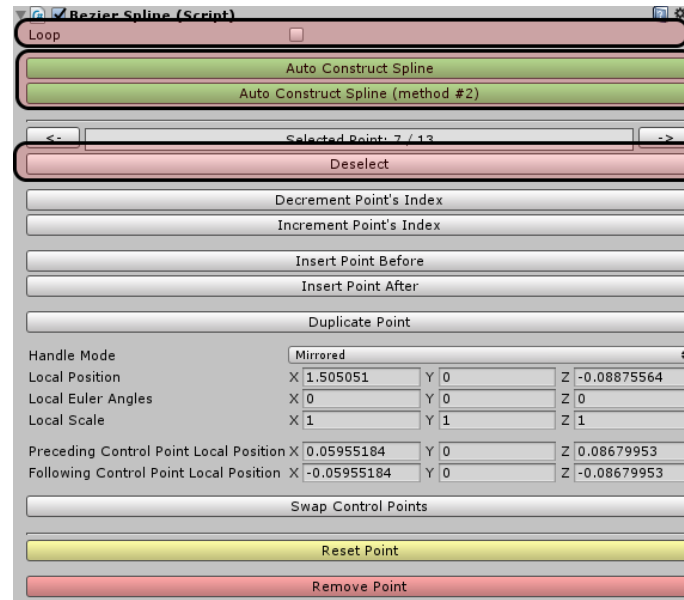 Bezier Spline (Script)
Loop
Auto Construct Spline
Auto Construct Spline (method #2)
<- Selected Point: 7 / 13 ->
Deselect
Decrement Point's Index
Increment Point's Index
Insert Point Before
Insert Point After
Duplicate Point
Handle Mode Mirrored
Local Position X 1.505051 Y 0 Z -0.08875564
Local Euler Angles X 0 Y 0 Z 0
Local Scale X 1 Y 1 Z 1
Preceding Control Point Local Position X 0.05955184 Y 0 Z 0.08679953
Following Control Point Local Position X -0.05955184 Y 0 Z -0.08679953
Swap Control Points
Reset Point
Remove Point